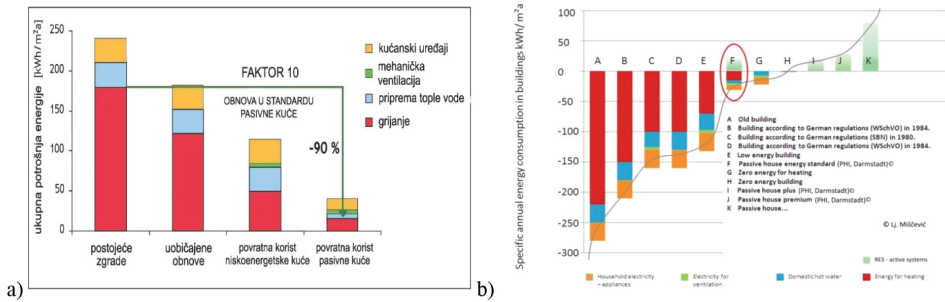 ukupna potrošnja energije [kWh/m²a]
250
200
150
100
50
0
kućanski uređaji
mehanička
ventilacija
priprema tople vode
grijanje
FAKTOR 10
OBNOVA U STANDARDU
PASIVNE KUĆE
-90 %
postojeće
zgrade
uobičajene
obnove
povratna korist
niskoenergetske kuće
povratna korist
pasivne kuće
a)
b)
Specific annual energy consumption in buildings kWh/ m²a
100
50
0
-50
-100
-150
-200
-250
-300
A B C D E F G H I J K
A Old building
B Building according to German regulations (WSchVO) in 1984.
C Building according to German regulations (SBN) in 1980.
D Building according to German regulations (WSchVO) in 1984.
E Low energy building
F Passive house energy standard (PHI, Darmstadt)©
G Zero energy for heating
H Zero energy building
I Passive house plus (PHI, Darmstadt)©
J Passive house premium (PHI, Darmstadt)©
K Passive house...
© Lj. Miščević
RES - active systems
Household electricity
– appliances
Electricity for
ventilation
Domestic hot water
Energy for heating